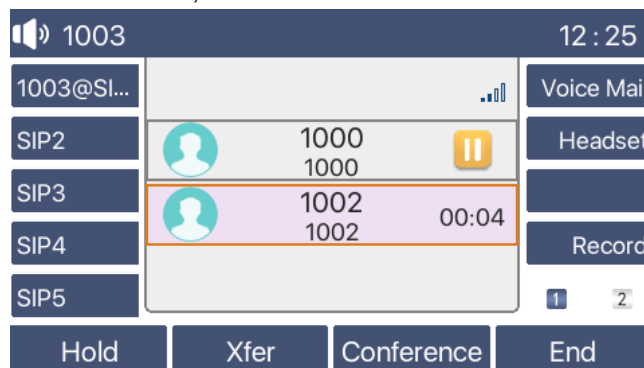 1003
12 : 25
1003@SI...
SIP2
SIP3
SIP4
SIP5
1000
1000
1002
1002
00:04
Voice Mai
Headset
Record
1 2
Hold Xfer Conference End